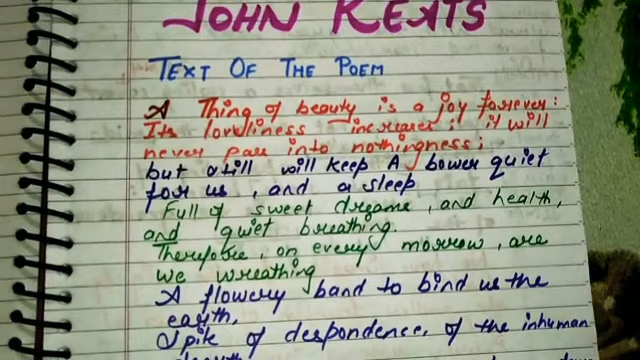 JOHN KEATS
TEXT OF THE POEM
A Thing of beauty is a joy forever:
Its loveliness increases; it will
never pass into nothingness;
but still will keep A bower quiet
for us, and a sleep
Full of sweet dreams, and health,
and quiet breathing.
Therefore, on every morrow, are
we wreathing
A flowery band to bind us the
earth,
Spite of despondence, of the inhuman